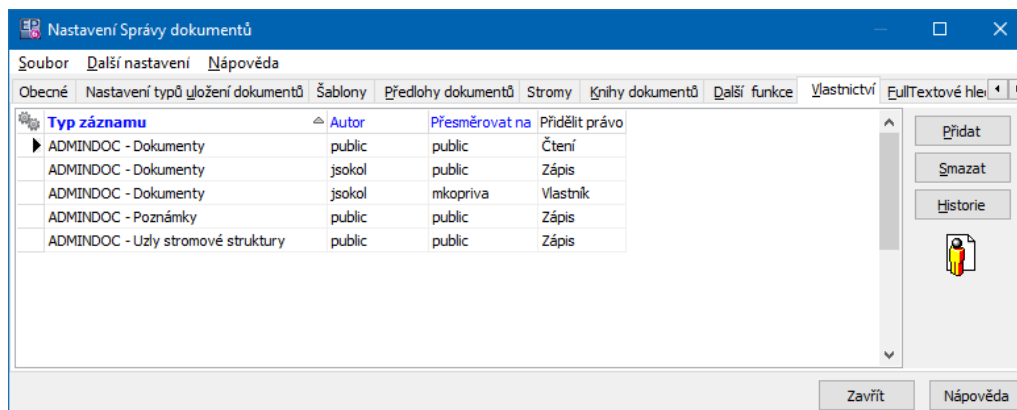 Nastavení Správy dokumentů
Soubor Další nastavení Nápověda
Obecné Nastavení typů uložení dokumentů Šablony Předlohy dokumentů Stromy Knihy dokumentů Další funkce Vlastnictví FullTextové hle
Typ záznamu Autor Přesměrovat na Přidělit právo
ADMINDOC - Dokumenty public public Čtení
ADMINDOC - Dokumenty jsokol public Zápis
ADMINDOC - Dokumenty jsokol mkopriva Vlastník
ADMINDOC - Poznámky public public Zápis
ADMINDOC - Uzly stromové struktury public public Zápis
Přidat
Smazat
Historie
Zavřít Nápověda